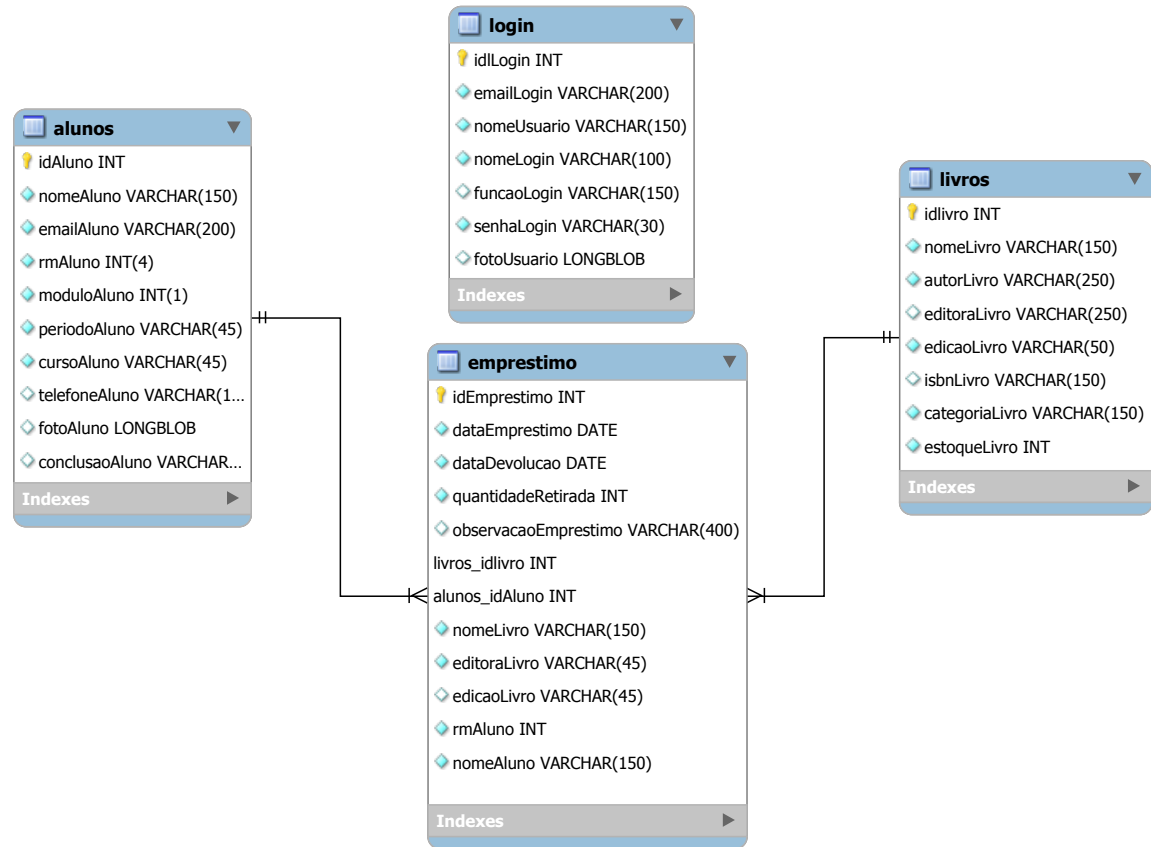 login
idlLogin INT
emailLogin VARCHAR(200)
nomeUsuario VARCHAR(150)
nomeLogin VARCHAR(100)
funcaoLogin VARCHAR(150)
senhaLogin VARCHAR(30)
fotoUsuario LONGBLOB
Indexes
alunos
idAluno INT
nomeAluno VARCHAR(150)
emailAluno VARCHAR(200)
rmAluno INT(4)
moduloAluno INT(1)
periodoAluno VARCHAR(45)
cursoAluno VARCHAR(45)
telefoneAluno VARCHAR(1...
fotoAluno LONGBLOB
conclusaoAluno VARCHAR...
Indexes
livros
idlivro INT
nomeLivro VARCHAR(150)
autorLivro VARCHAR(250)
editoraLivro VARCHAR(250)
edicaoLivro VARCHAR(50)
isbnLivro VARCHAR(150)
categoriaLivro VARCHAR(150)
estoqueLivro INT
Indexes
emprestimo
idEmprestimo INT
dataEmprestimo DATE
dataDevolucao DATE
quantidadeRetirada INT
observacaoEmprestimo VARCHAR(400)
livros_idlivro INT
alunos_idAluno INT
nomeLivro VARCHAR(150)
editoraLivro VARCHAR(45)
edicaoLivro VARCHAR(45)
rmAluno INT
nomeAluno VARCHAR(150)
Indexes